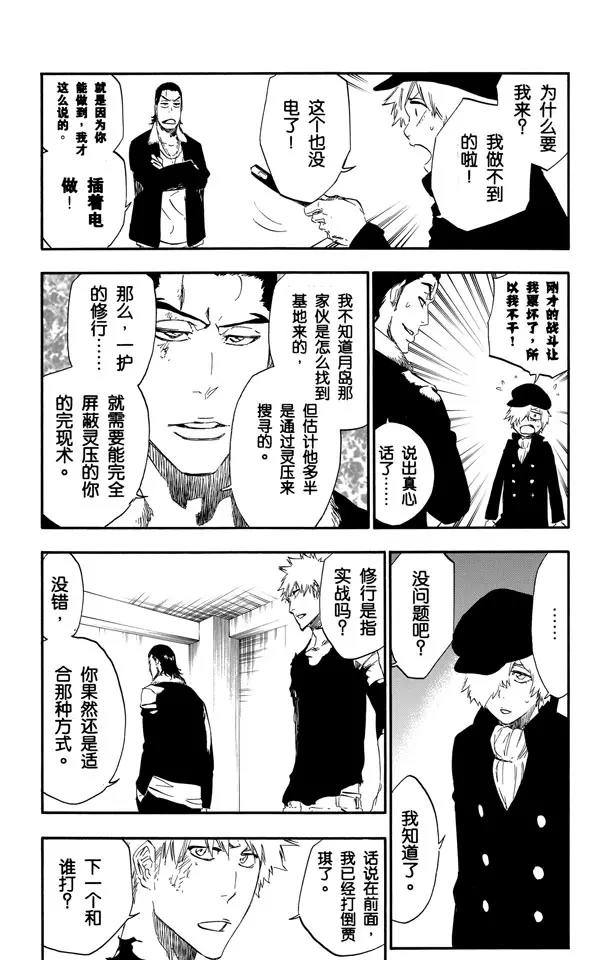 为什么要
我来？
我做不到
的啦！
这个也没
电了！
就是因为你
能做到，我才
这么说的。
插着电
做！
刚才的战斗让
我累坏了，所
以我不干！
说出真心
话了……
我不知道月岛那
家伙是怎么找到
基地来的，
但估计他多半
是通过灵压来
搜寻的。
那么，一护
的修行……
就需要能完全
屏蔽灵压的你
的完现术。
……
没问题吧？
我知道了。
修行是指
实战吗？
没错，
你果然还是适
合那种方式。
话说在前面，
我已经打倒贾
琪了。
下一个和
谁打？